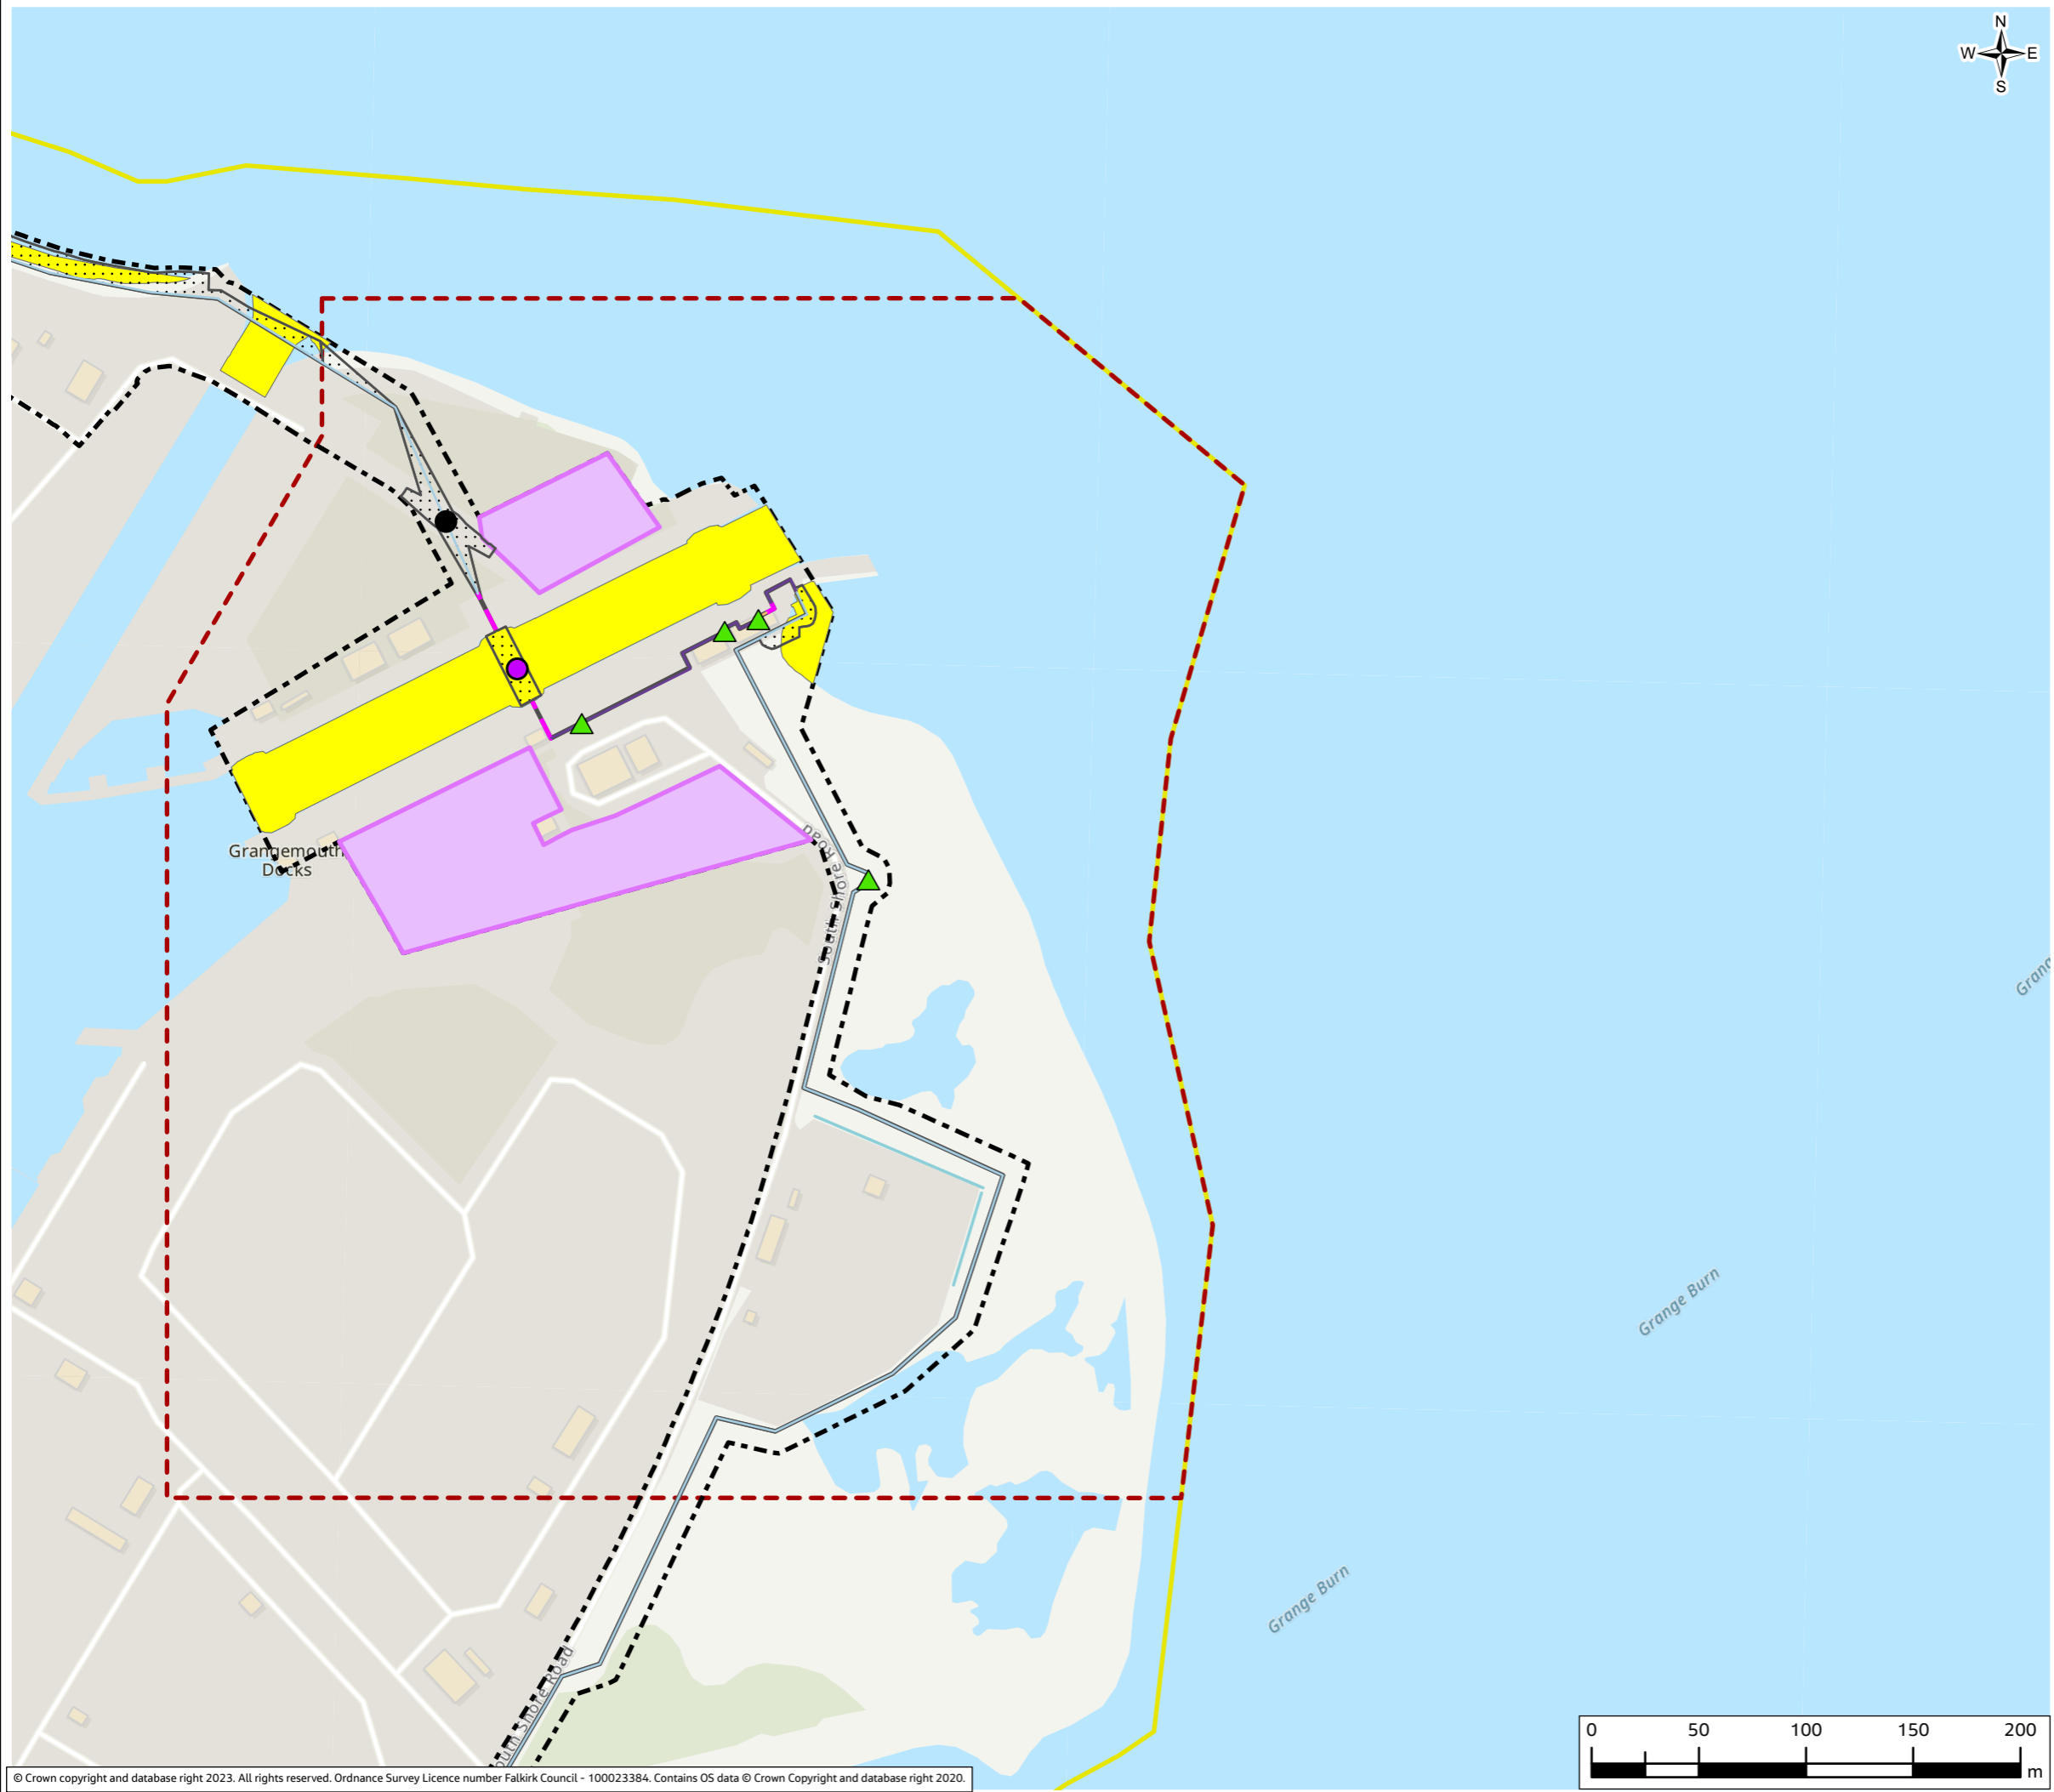 N
W E
S
Grangemouth
Docks
South Shore Road
Grang
Grange Burn
Grange Burn
outh Shore Road
0 50 100 150 200
m
© Crown copyright and database right 2023. All rights reserved. Ordnance Survey Licence number Falkirk Council - 100023384. Contains OS data © Crown Copyright and database right 2020.